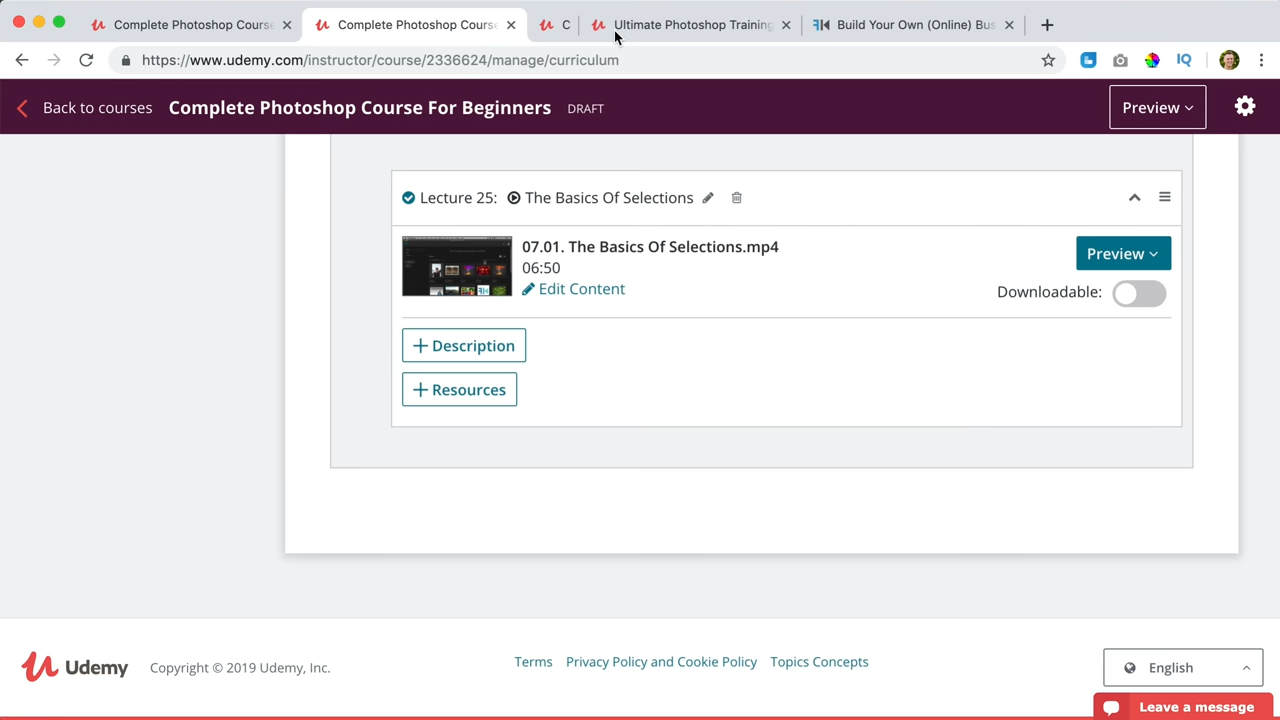 Complete Photoshop Course
Complete Photoshop Course
C
Ultimate Photoshop Training
Build Your Own (Online) Bus
https://www.udemy.com/instructor/course/2336624/manage/curriculum
IQ
Back to courses
Complete Photoshop Course For Beginners
DRAFT
Preview
Lecture 25:
The Basics Of Selections
07.01. The Basics Of Selections.mp4
Preview
06:50
Edit Content
Downloadable:
Description
Resources
Udemy
Copyright © 2019 Udemy, Inc.
Terms
Privacy Policy and Cookie Policy
Topics Concepts
English
Leave a message